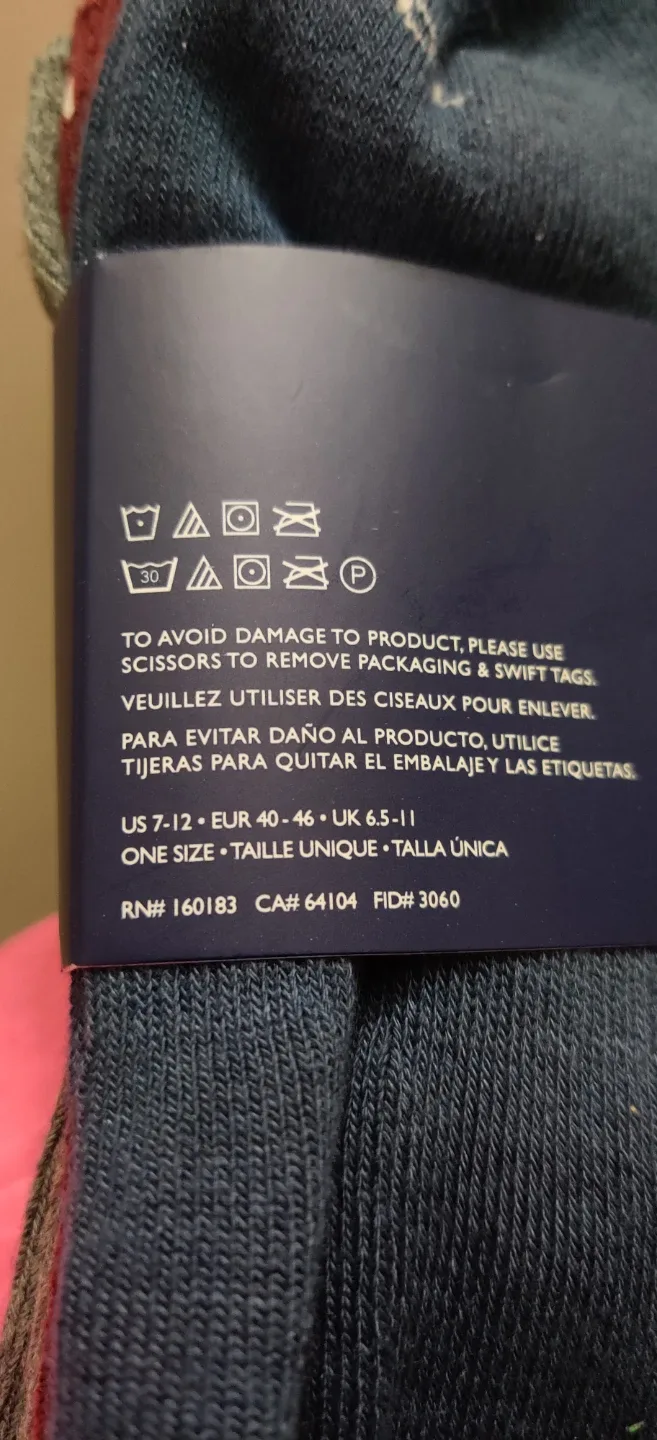 30 P
TO AVOID DAMAGE TO PRODUCT, PLEASE USE
SCISSORS TO REMOVE PACKAGING & SWIFT TAGS.
VEUILLEZ UTILISER DES CISEAUX POUR ENLEVER.
PARA EVITAR DAÑO AL PRODUCTO, UTILICE
TIJERAS PARA QUITAR EL EMBALAJE Y LAS ETIQUETAS.
US 7-12 • EUR 40-46 • UK 6.5-11
ONE SIZE • TAILLE UNIQUE • TALLA ÚNICA
RN# 160183 CA# 64104 FID# 3060